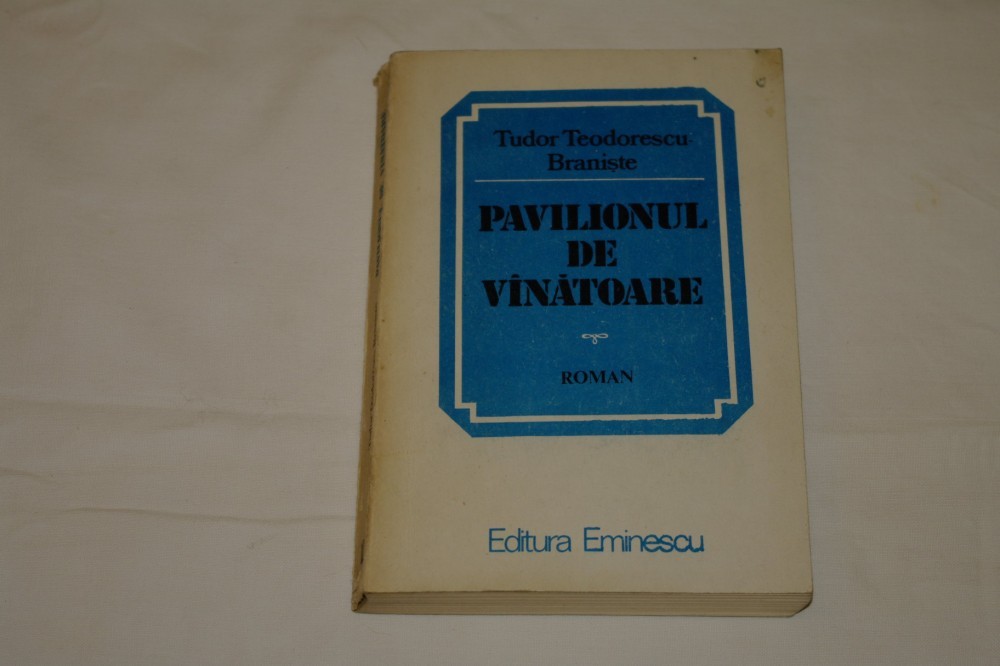 Tudor Teodorescu-
Braniște
PAVILIONUL
DE
VÎNĂTOARE
ROMAN
Editura Eminescu